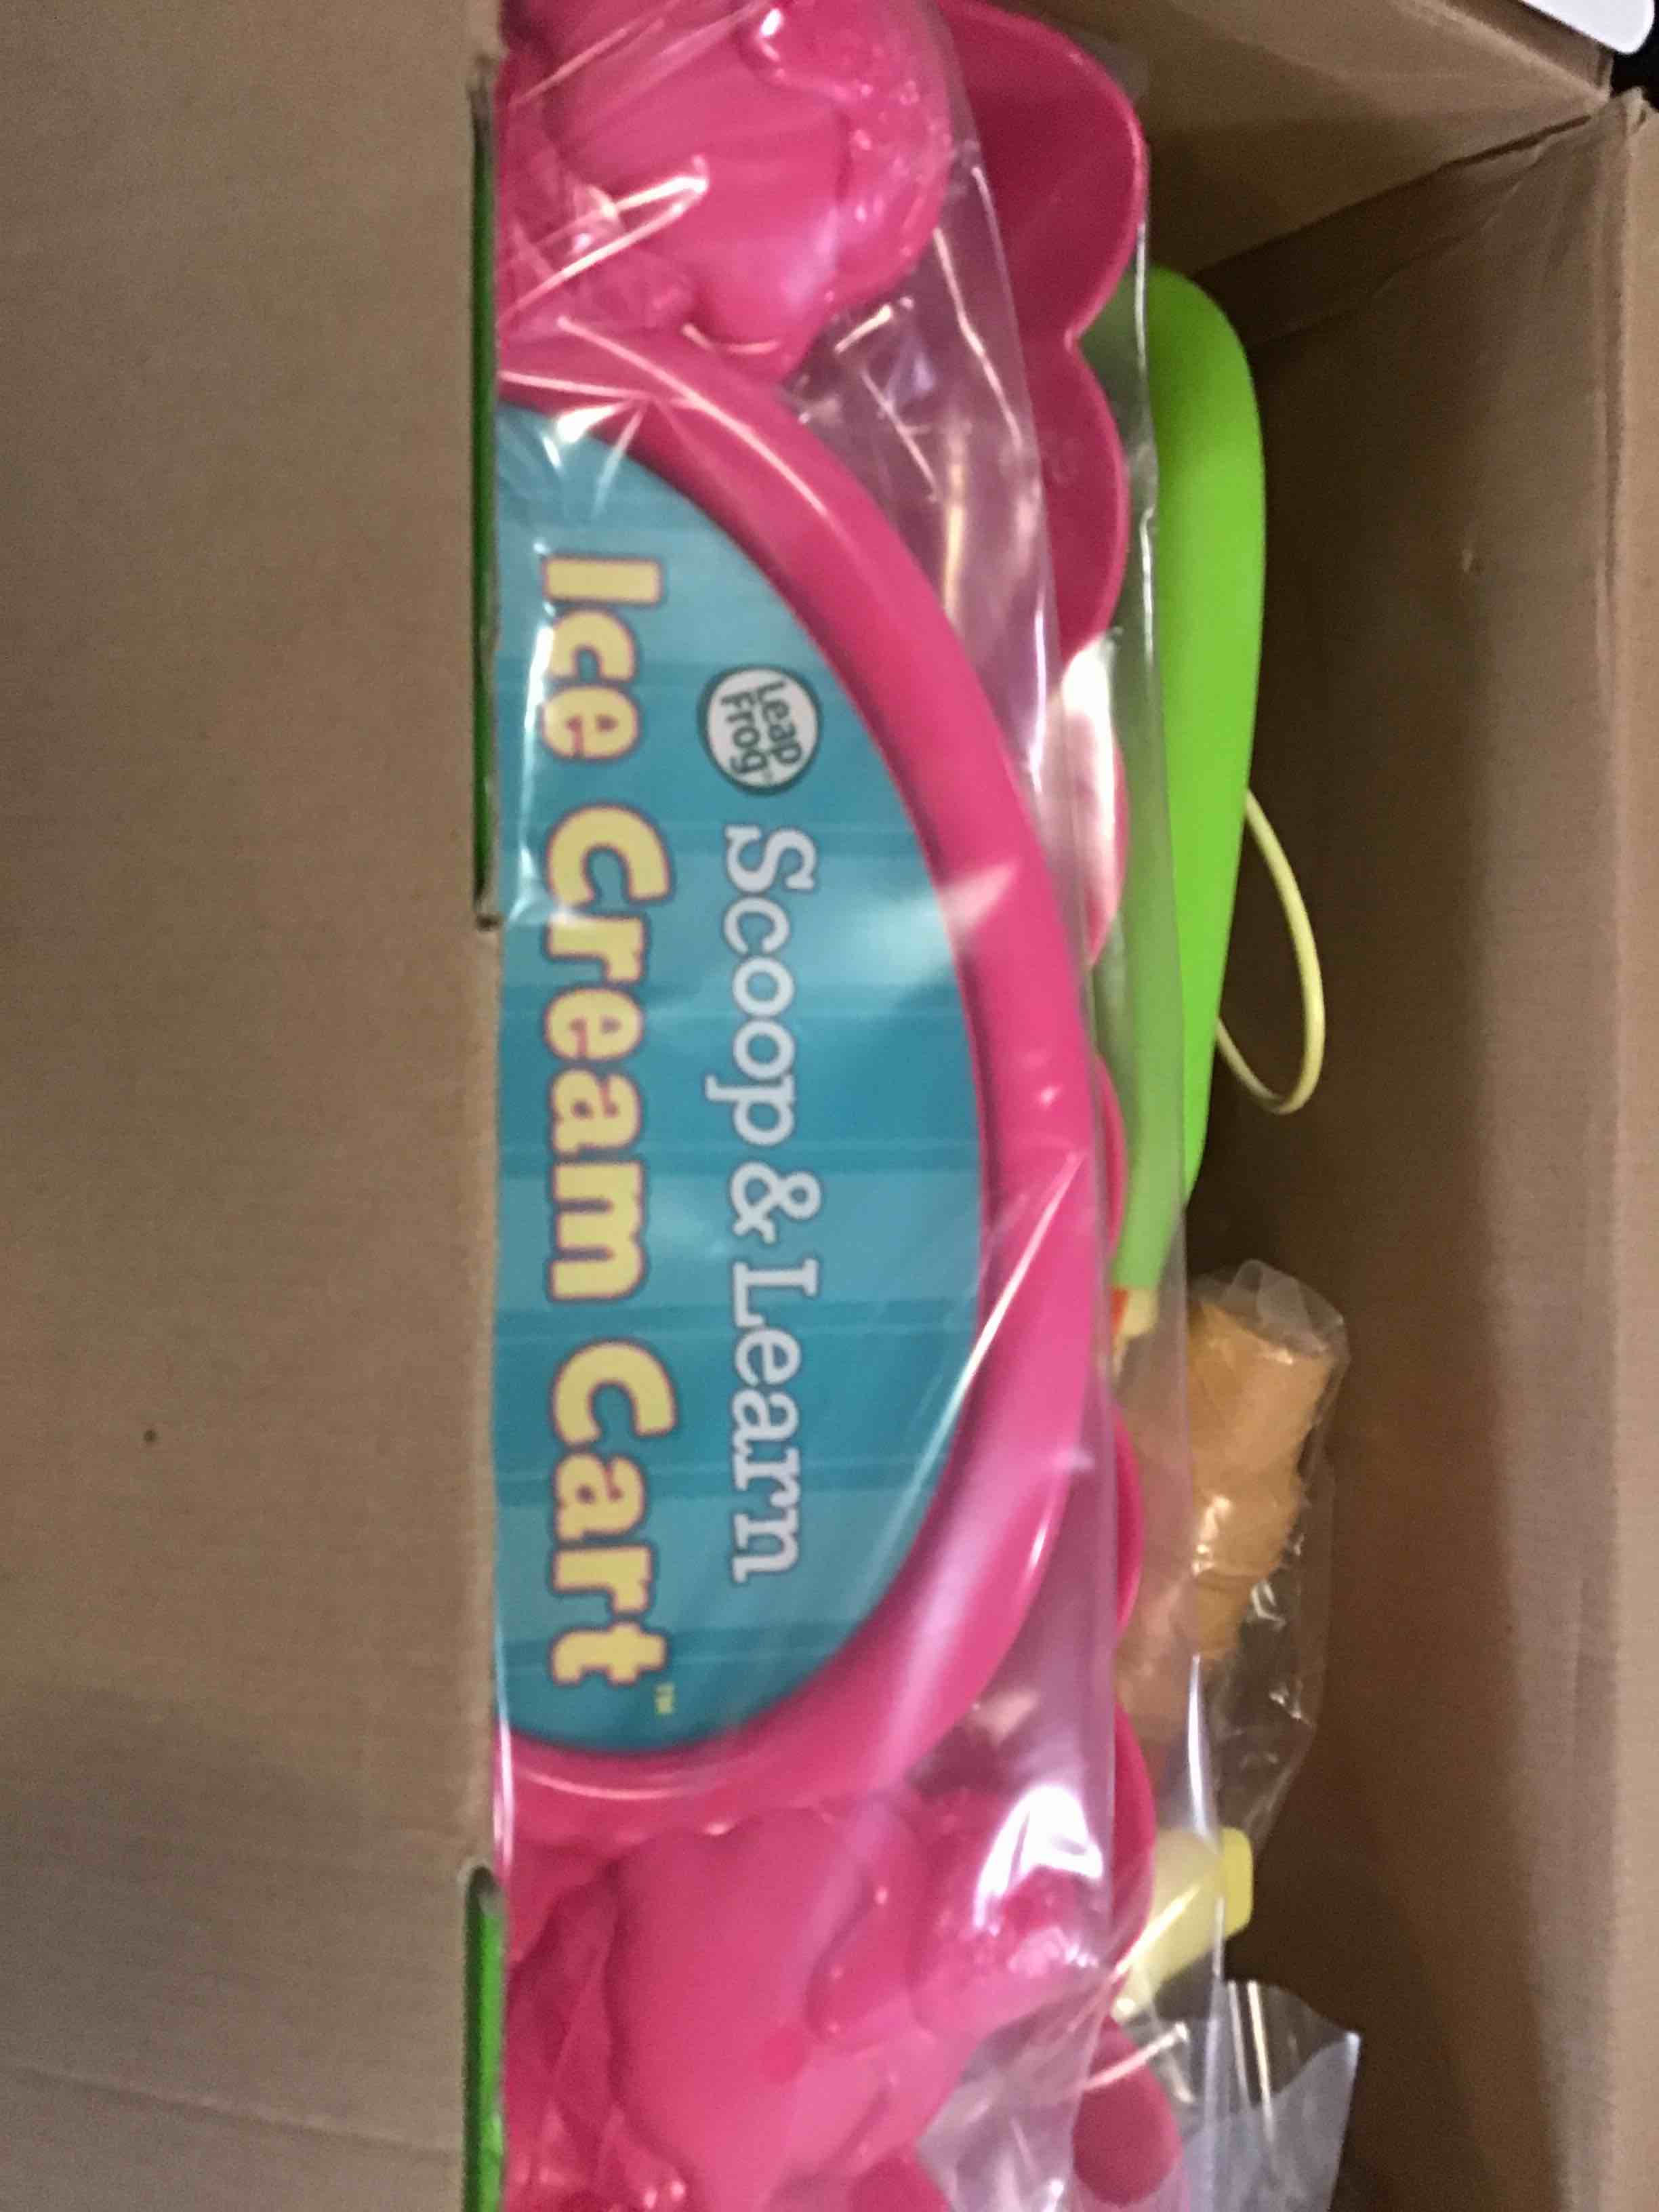 Leap
Frog
Scoop & Learn
Ice Cream Cart™